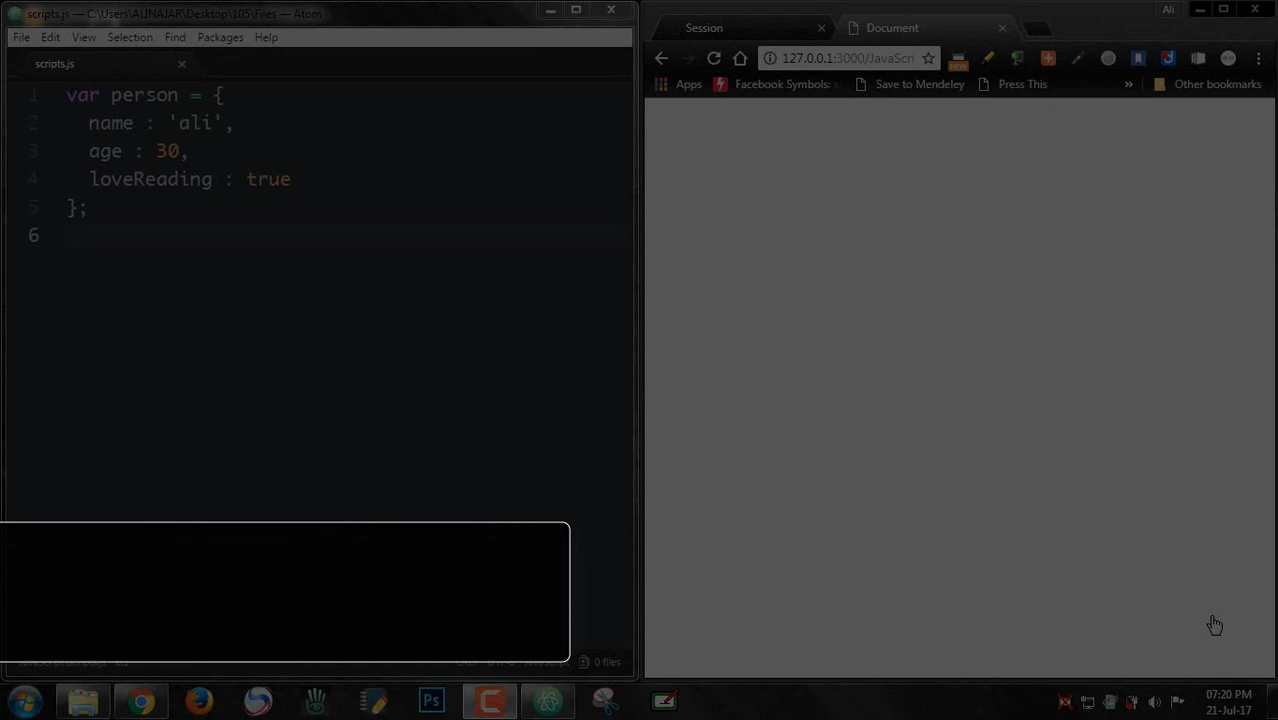 scripts.js — C:\Users\ALINAJAR\Desktop\105\Files — Atom
File Edit View Selection Find Packages Help
scripts.js
1 var person = {
2 name : 'ali',
3 age : 30,
4 loveReading : true
5 };
6
0 files
Ali
Session
Document
127.0.0.1:3000/JavaScri
NEW
Apps
Facebook Symbols:
Save to Mendeley
Press This
»
Other bookmarks
Ps
07:20 PM
21-Jul-17